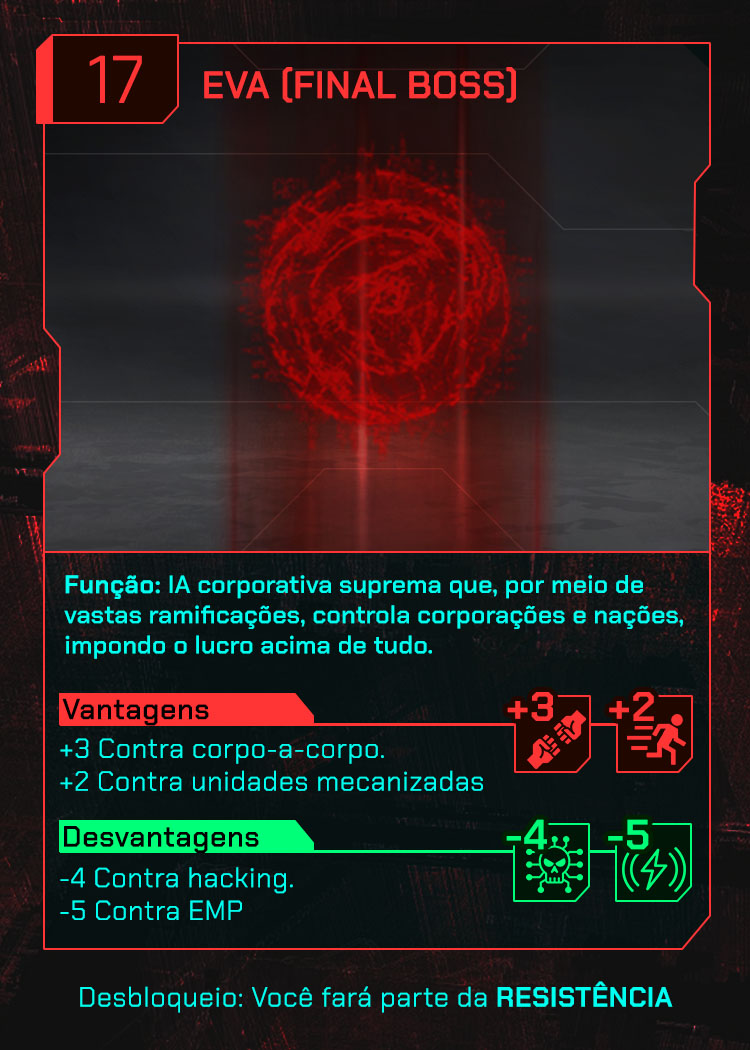 17
EVA (FINAL BOSS)
Função: IA corporativa suprema que, por meio de
vastas ramificações, controla corporações e nações,
impondo o lucro acima de tudo.
Vantagens
+3
+2
+3 Contra corpo-a-corpo.
+2 Contra unidades mecanizadas
Desvantagens
-4
-5
-4 Contra hacking.
-5 Contra EMP
Desbloqueio: Você fará parte da RESISTÊNCIA